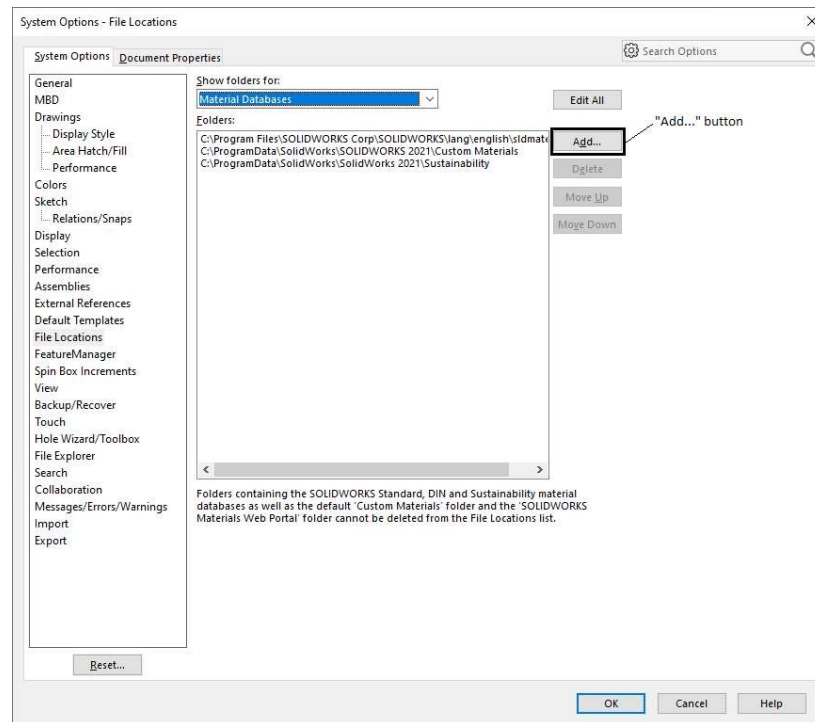 System Options - File Locations
System Options
Document Properties
Search Options
General
MBD
Drawings
Display Style
Area Hatch/Fill
Performance
Colors
Sketch
Relations/Snaps
Display
Selection
Performance
Assemblies
External References
Default Templates
File Locations
FeatureManager
Spin Box Increments
View
Backup/Recover
Touch
Hole Wizard/Toolbox
File Explorer
Search
Collaboration
Messages/Errors/Warnings
Import
Export
Reset...
Show folders for:
Material Databases
Edit All
Folders:
C:\Program Files\SOLIDWORKS Corp\SOLIDWORKS\lang\english\sldmate
C:\ProgramData\SolidWorks\SOLIDWORKS 2021\Custom Materials
C:\ProgramData\SolidWorks\SolidWorks 2021\Sustainability
Add...
"Add..." button
Delete
Move Up
Move Down
Folders containing the SOLIDWORKS Standard, DIN and Sustainability material
databases as well as the default 'Custom Materials' folder and the 'SOLIDWORKS
Materials Web Portal' folder cannot be deleted from the File Locations list.
OK
Cancel
Help